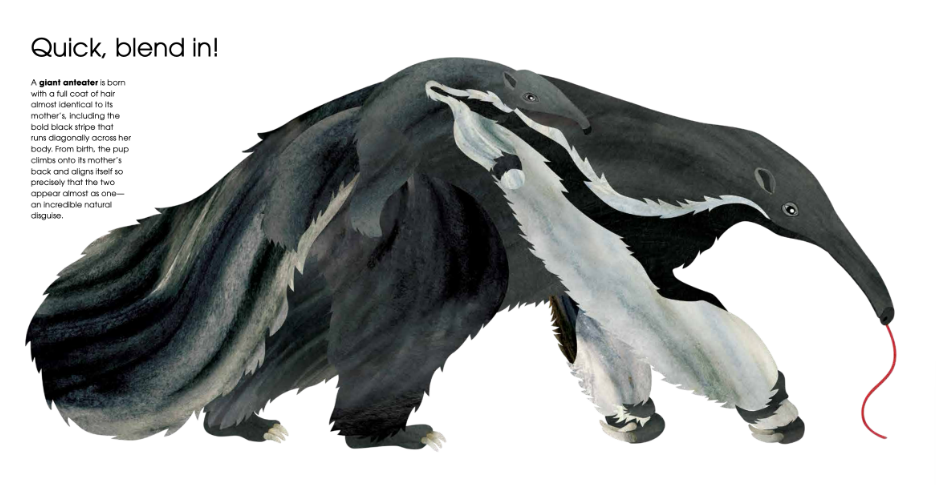 Quick, blend in!
A giant anteater is born
with a full coat of hair
almost identical to its
mother's, including the
bold black stripe that
runs diagonally across her
body. From birth, the pup
climbs onto its mother's
back and aligns itself so
precisely that the two
appear almost as one—
an incredible natural
disguise.